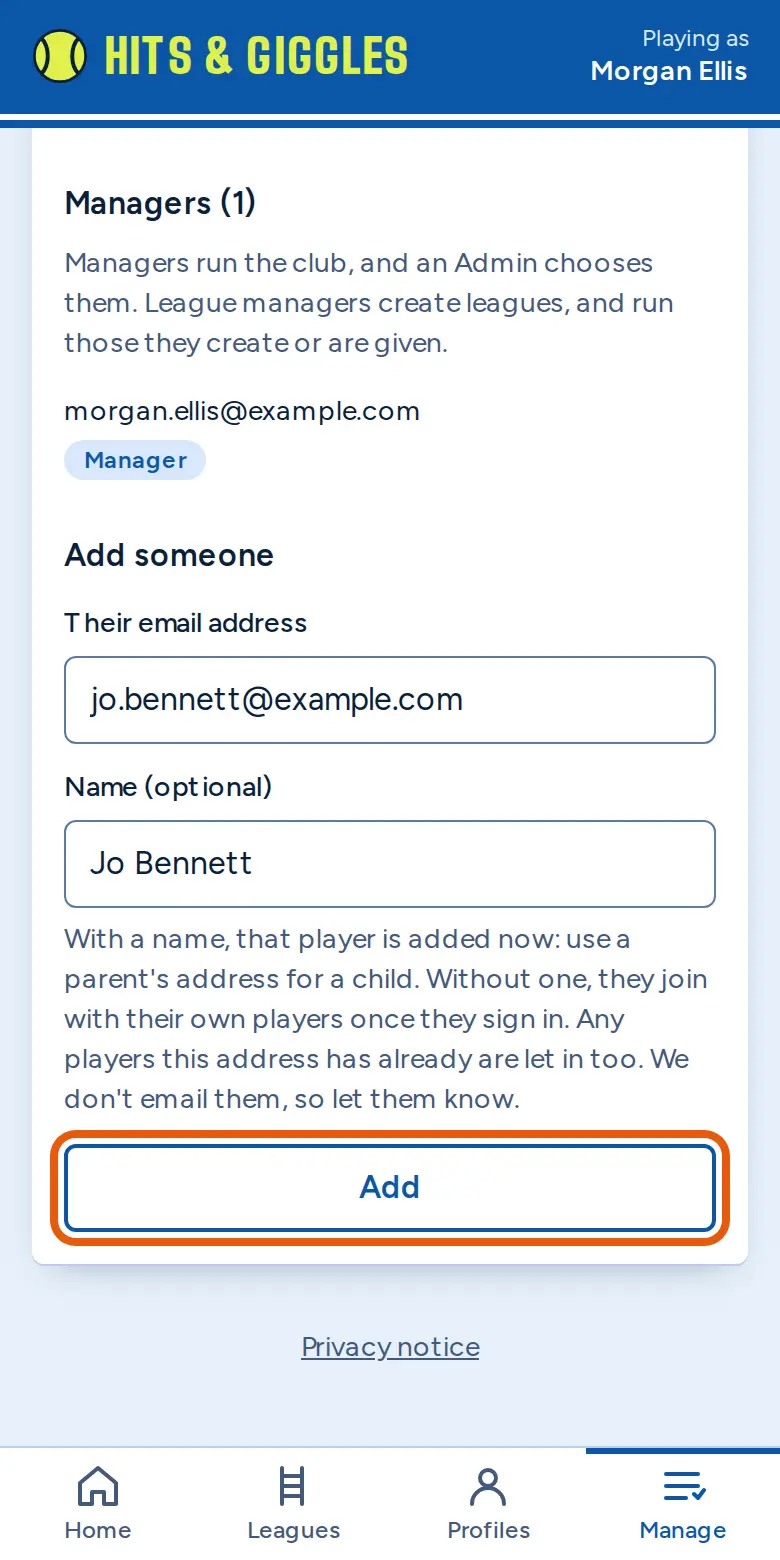 HITS & GIGGLES
Playing as
Morgan Ellis
Managers (1)
Managers run the club, and an Admin chooses
them. League managers create leagues, and run
those they create or are given.
morgan.ellis@example.com
Manager
Add someone
Their email address
jo.bennett@example.com
Name (optional)
Jo Bennett
With a name, that player is added now: use a
parent's address for a child. Without one, they join
with their own players once they sign in. Any
players this address has already are let in too. We
don't email them, so let them know.
Add
Privacy notice
Home
Leagues
Profiles
Manage